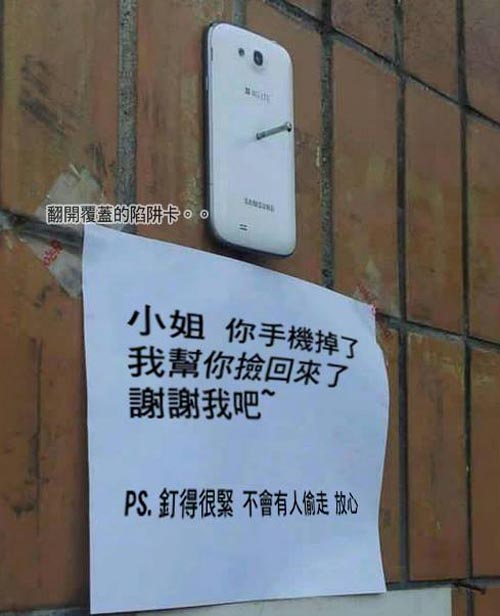 4G LTE
SAMSUNG
翻開覆蓋的陷阱卡。。
小姐 你手機掉了
我幫你撿回來了
謝謝我吧~
PS. 釘得很緊 不會有人偷走 放心